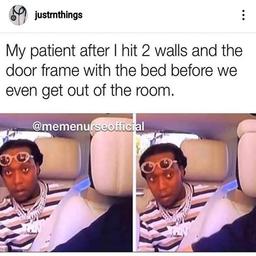 justrnthings
My patient after I hit 2 walls and the
door frame with the bed before we
even get out of the room.
@memenurseofficial